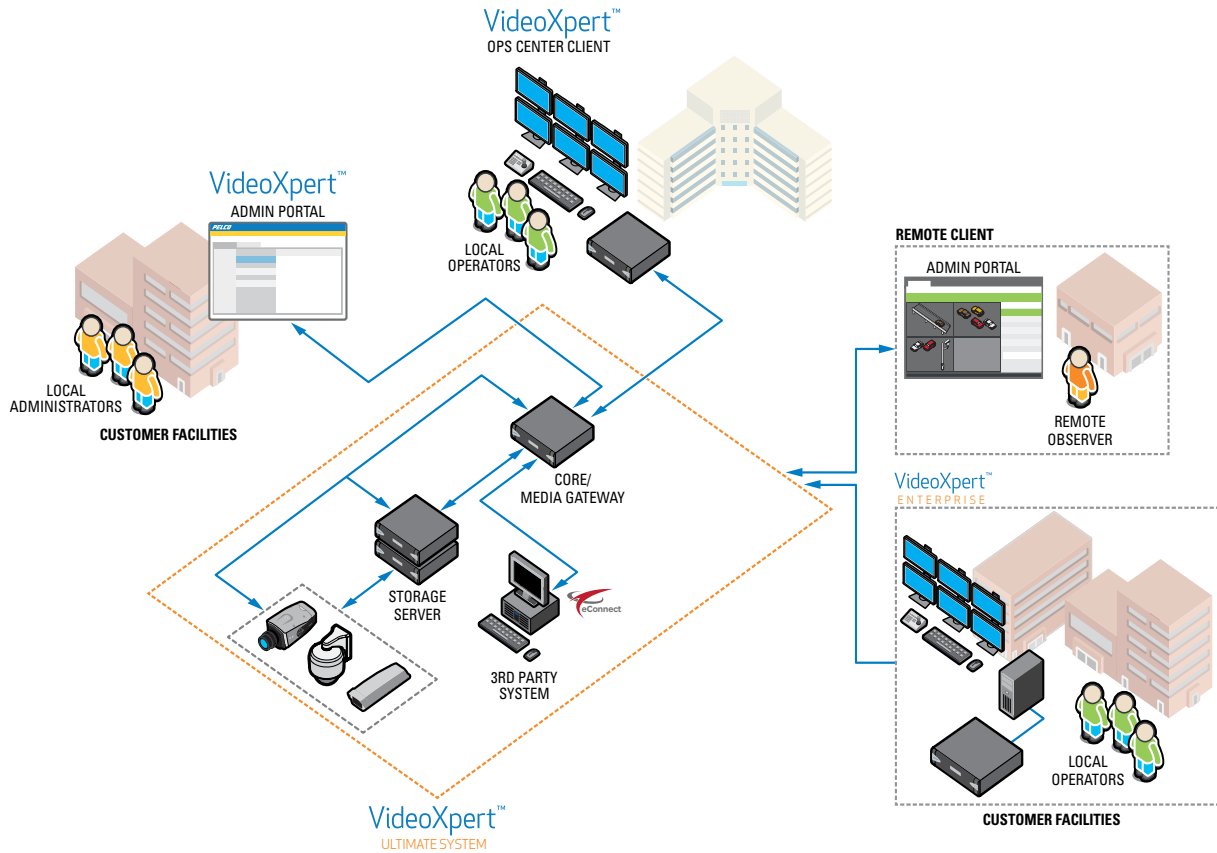 VideoXpert™
OPS CENTER CLIENT
LOCAL
OPERATORS
VideoXpert™
ADMIN PORTAL
PELCO
LOCAL
ADMINISTRATORS
CUSTOMER FACILITIES
REMOTE CLIENT
ADMIN PORTAL
REMOTE
OBSERVER
CORE/
MEDIA GATEWAY
STORAGE
SERVER
eConnect
3RD PARTY
SYSTEM
VideoXpert™
ENTERPRISE
LOCAL
OPERATORS
CUSTOMER FACILITIES
VideoXpert™
ULTIMATE SYSTEM